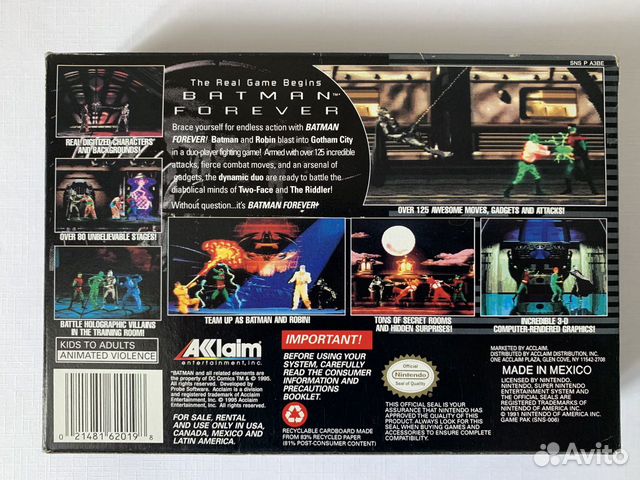 SNS P A3BE
The Real Game Begins
BATMAN™
FOREVER
Brace yourself for endless action with BATMAN
FOREVER! Batman and Robin blast into Gotham City
in a duo-player fighting game! Armed with over 125 incredible
attacks, fierce combat moves, and an arsenal of
gadgets, the dynamic duo are ready to battle the
diabolical minds of Two-Face and The Riddler!
Without question...it's BATMAN FOREVER!
REAL DIGITIZED CHARACTERS
AND BACKGROUNDS!
OVER 80 UNBELIEVABLE STAGES!
BATTLE HOLOGRAPHIC VILLAINS
IN THE TRAINING ROOM!
OVER 125 AWESOME MOVES, GADGETS AND ATTACKS!
TEAM UP AS BATMAN AND ROBIN!
TONS OF SECRET ROOMS
AND HIDDEN SURPRISES!
INCREDIBLE 3-D
COMPUTER-RENDERED GRAPHICS!
KIDS TO ADULTS
ANIMATED VIOLENCE
0 21481 62019 8
AKClaim
entertainment, inc.
"BATMAN and all related elements are the
property of DC Comics TM & © 1995.
All rights reserved. Developed by
Probe Software. Acclaim is a division
and registered trademark of Acclaim
Entertainment, Inc. © 1995 Acclaim
Entertainment, Inc. All rights reserved.
FOR SALE, RENTAL
AND USE ONLY IN USA,
CANADA, MEXICO AND
LATIN AMERICA.
IMPORTANT!
BEFORE USING YOUR
SYSTEM, CAREFULLY
READ THE CONSUMER
INFORMATION AND
PRECAUTIONS
BOOKLET.
RECYCLABLE CARDBOARD MADE
FROM 83% RECYCLED PAPER
(81% POST-CONSUMER CONTENT)
Official
Nintendo
Seal of Quality
THIS OFFICIAL SEAL IS YOUR
ASSURANCE THAT NINTENDO HAS
APPROVED THE QUALITY OF THIS
PRODUCT. ALWAYS LOOK FOR THIS
SEAL WHEN BUYING GAMES AND
ACCESSORIES TO ENSURE COMPLETE
COMPATIBILITY.
MARKETED BY ACCLAIM.
DISTRIBUTED BY ACCLAIM DISTRIBUTION, INC.
ONE ACCLAIM PLAZA, GLEN COVE, NY 11542-2708
MADE IN MEXICO
LICENSED BY NINTENDO.
NINTENDO, SUPER NINTENDO
ENTERTAINMENT SYSTEM AND
THE OFFICIAL SEALS ARE
REGISTERED TRADEMARKS OF
NINTENDO OF AMERICA INC.
© 1991 NINTENDO OF AMERICA INC.
GAME PAK (SNS-006)
Avito